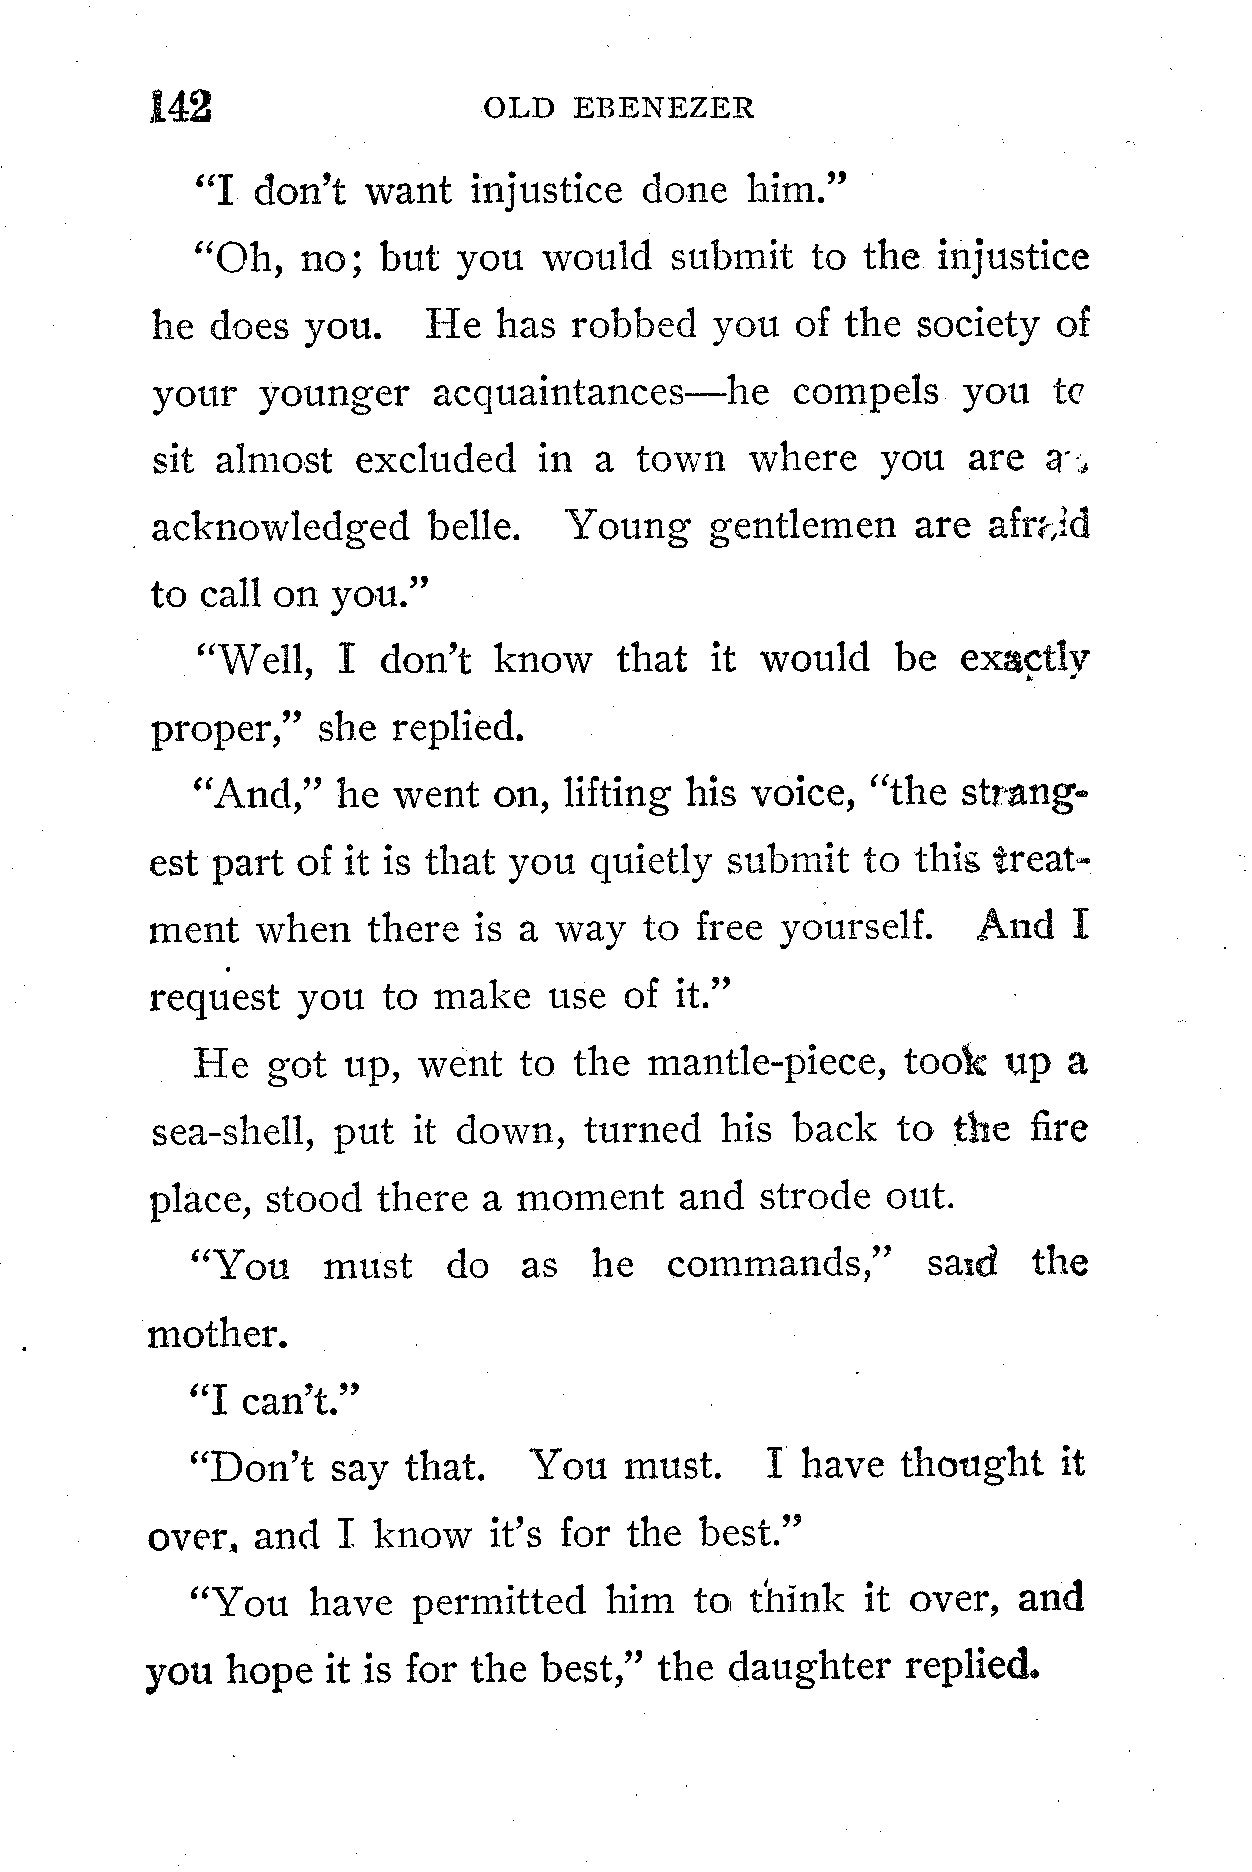 142 OLD EBENEZER
“I don’t want injustice done him.”
“Oh, no; but you would submit to the injustice
he does you. He has robbed you of the society of
your younger acquaintances—he compels you to
sit almost excluded in a town where you are
acknowledged belle. Young gentlemen are afraid
to call on you.”
“Well, I don’t know that it would be exactly
proper,” she replied.
“And,” he went on, lifting his voice, “the strang-
est part of it is that you quietly submit to this treat-
ment when there is a way to free yourself. And I
request you to make use of it.”
He got up, went to the mantle-piece, took up a
sea-shell, put it down, turned his back to the fire
place, stood there a moment and strode out.
“You must do as he commands,” said the
mother.
“I can’t.”
“Don’t say that. You must. I have thought it
over, and I know it’s for the best.”
“You have permitted him to think it over, and
you hope it is for the best,” the daughter replied.